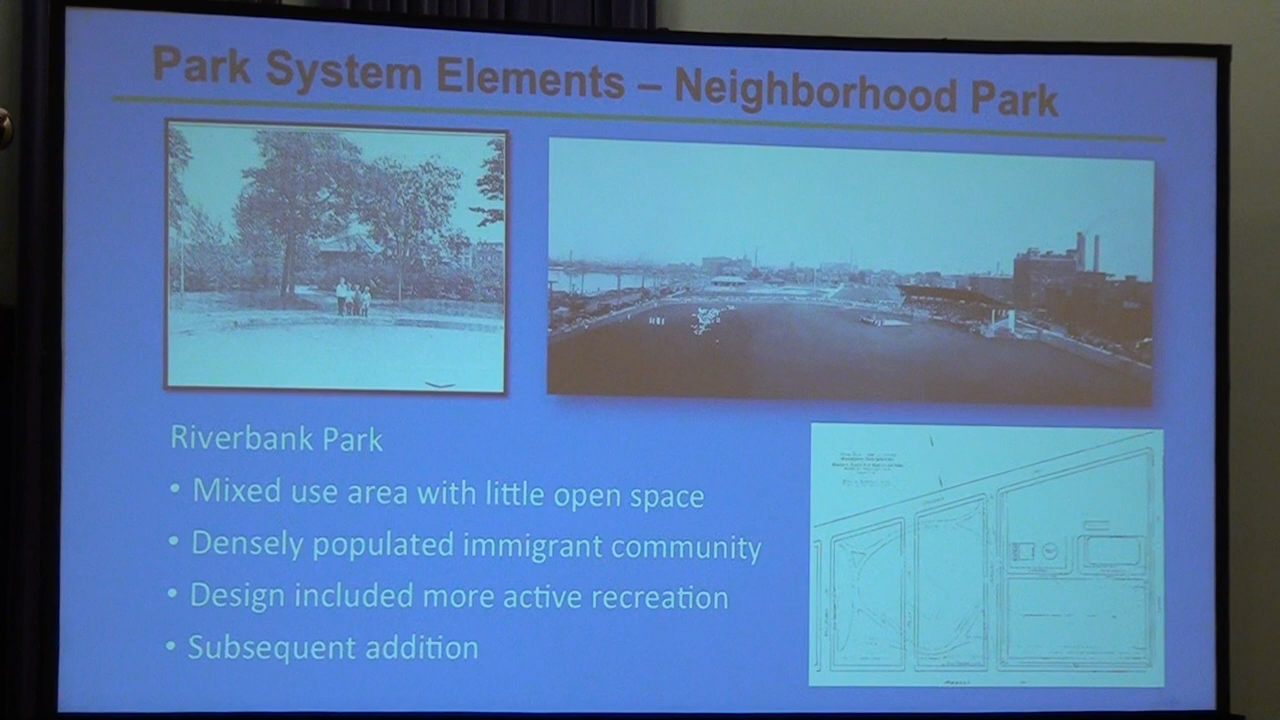 Park System Elements – Neighborhood Park
Riverbank Park
• Mixed use area with little open space
• Densely populated immigrant community
• Design included more active recreation
• Subsequent addition